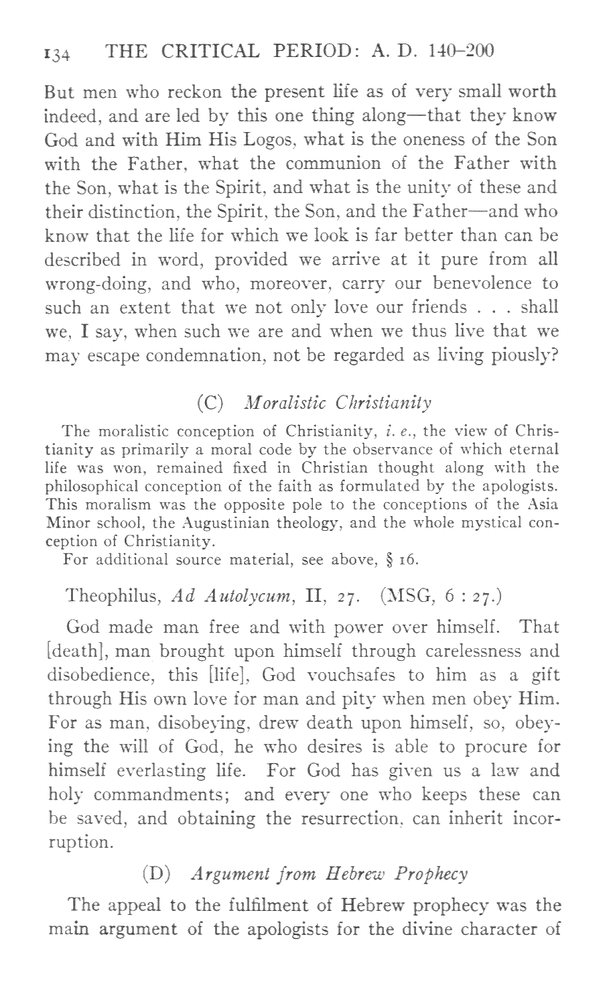 134 THE CRITICAL PERIOD: A. D. 140–200
But men who reckon the present life as of very small worth
indeed, and are led by this one thing along—that they know
God and with Him His Logos, what is the oneness of the Son
with the Father, what the communion of the Father with
the Son, what is the Spirit, and what is the unity of these and
their distinction, the Spirit, the Son, and the Father—and who
know that the life for which we look is far better than can be
described in word, provided we arrive at it pure from all
wrong-doing, and who, moreover, carry our benevolence to
such an extent that we not only love our friends . . . shall
we, I say, when such we are and when we thus live that we
may escape condemnation, not be regarded as living piously?
(C) Moralistic Christianity
The moralistic conception of Christianity, i. e., the view of Chris-
tianity as primarily a moral code by the observance of which eternal
life was won, remained fixed in Christian thought along with the
philosophical conception of the faith as formulated by the apologists.
This moralism was the opposite pole to the conceptions of the Asia
Minor school, the Augustinian theology, and the whole mystical con-
ception of Christianity.
For additional source material, see above, § 16.
Theophilus, Ad Autolycum, II, 27. (MSG, 6 : 27.)
God made man free and with power over himself. That
[death], man brought upon himself through carelessness and
disobedience, this [life], God vouchsafes to him as a gift
through His own love for man and pity when men obey Him.
For as man, disobeying, drew death upon himself, so, obey-
ing the will of God, he who desires is able to procure for
himself everlasting life. For God has given us a law and
holy commandments; and every one who keeps these can
be saved, and obtaining the resurrection, can inherit incor-
ruption.
(D) Argument from Hebrew Prophecy
The appeal to the fulfilment of Hebrew prophecy was the
main argument of the apologists for the divine character of